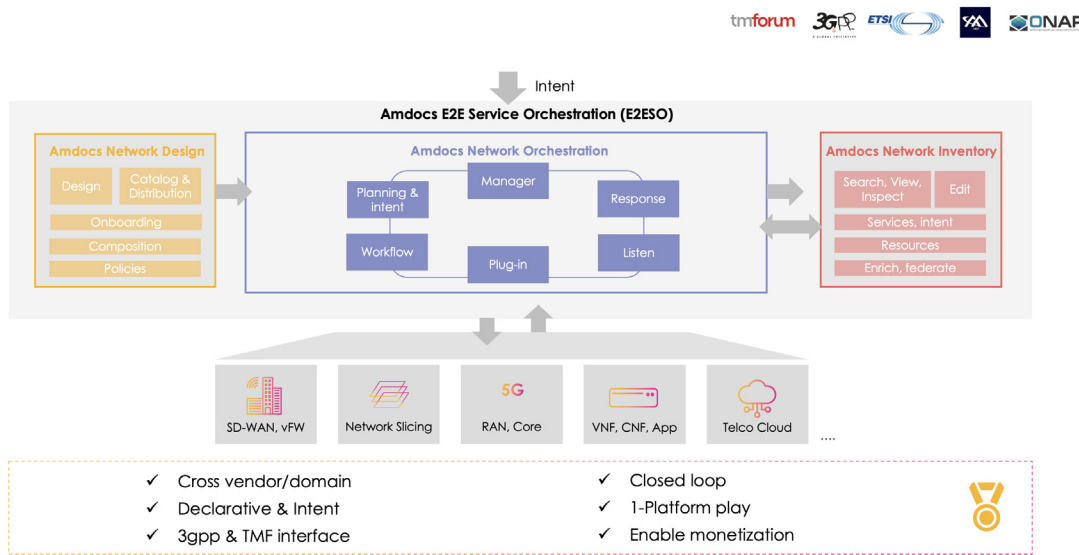 tmforum
3GPP
A GLOBAL INITIATIVE
ETSI
ONAP
Intent
Amdocs E2E Service Orchestration (E2ESO)
Amdocs Network Design
Design
Catalog &
Distribution
Onboarding
Composition
Policies
Amdocs Network Orchestration
Manager
Planning &
intent
Response
Workflow
Plug-in
Listen
Amdocs Network Inventory
Search, View,
Inspect
Edit
Services, intent
Resources
Enrich, federate
SD-WAN, vFW
Network Slicing
5G
RAN, Core
VNF, CNF, App
Telco Cloud
....
✓ Cross vendor/domain
✓ Declarative & Intent
✓ 3gpp & TMF interface
✓ Closed loop
✓ 1-Platform play
✓ Enable monetization